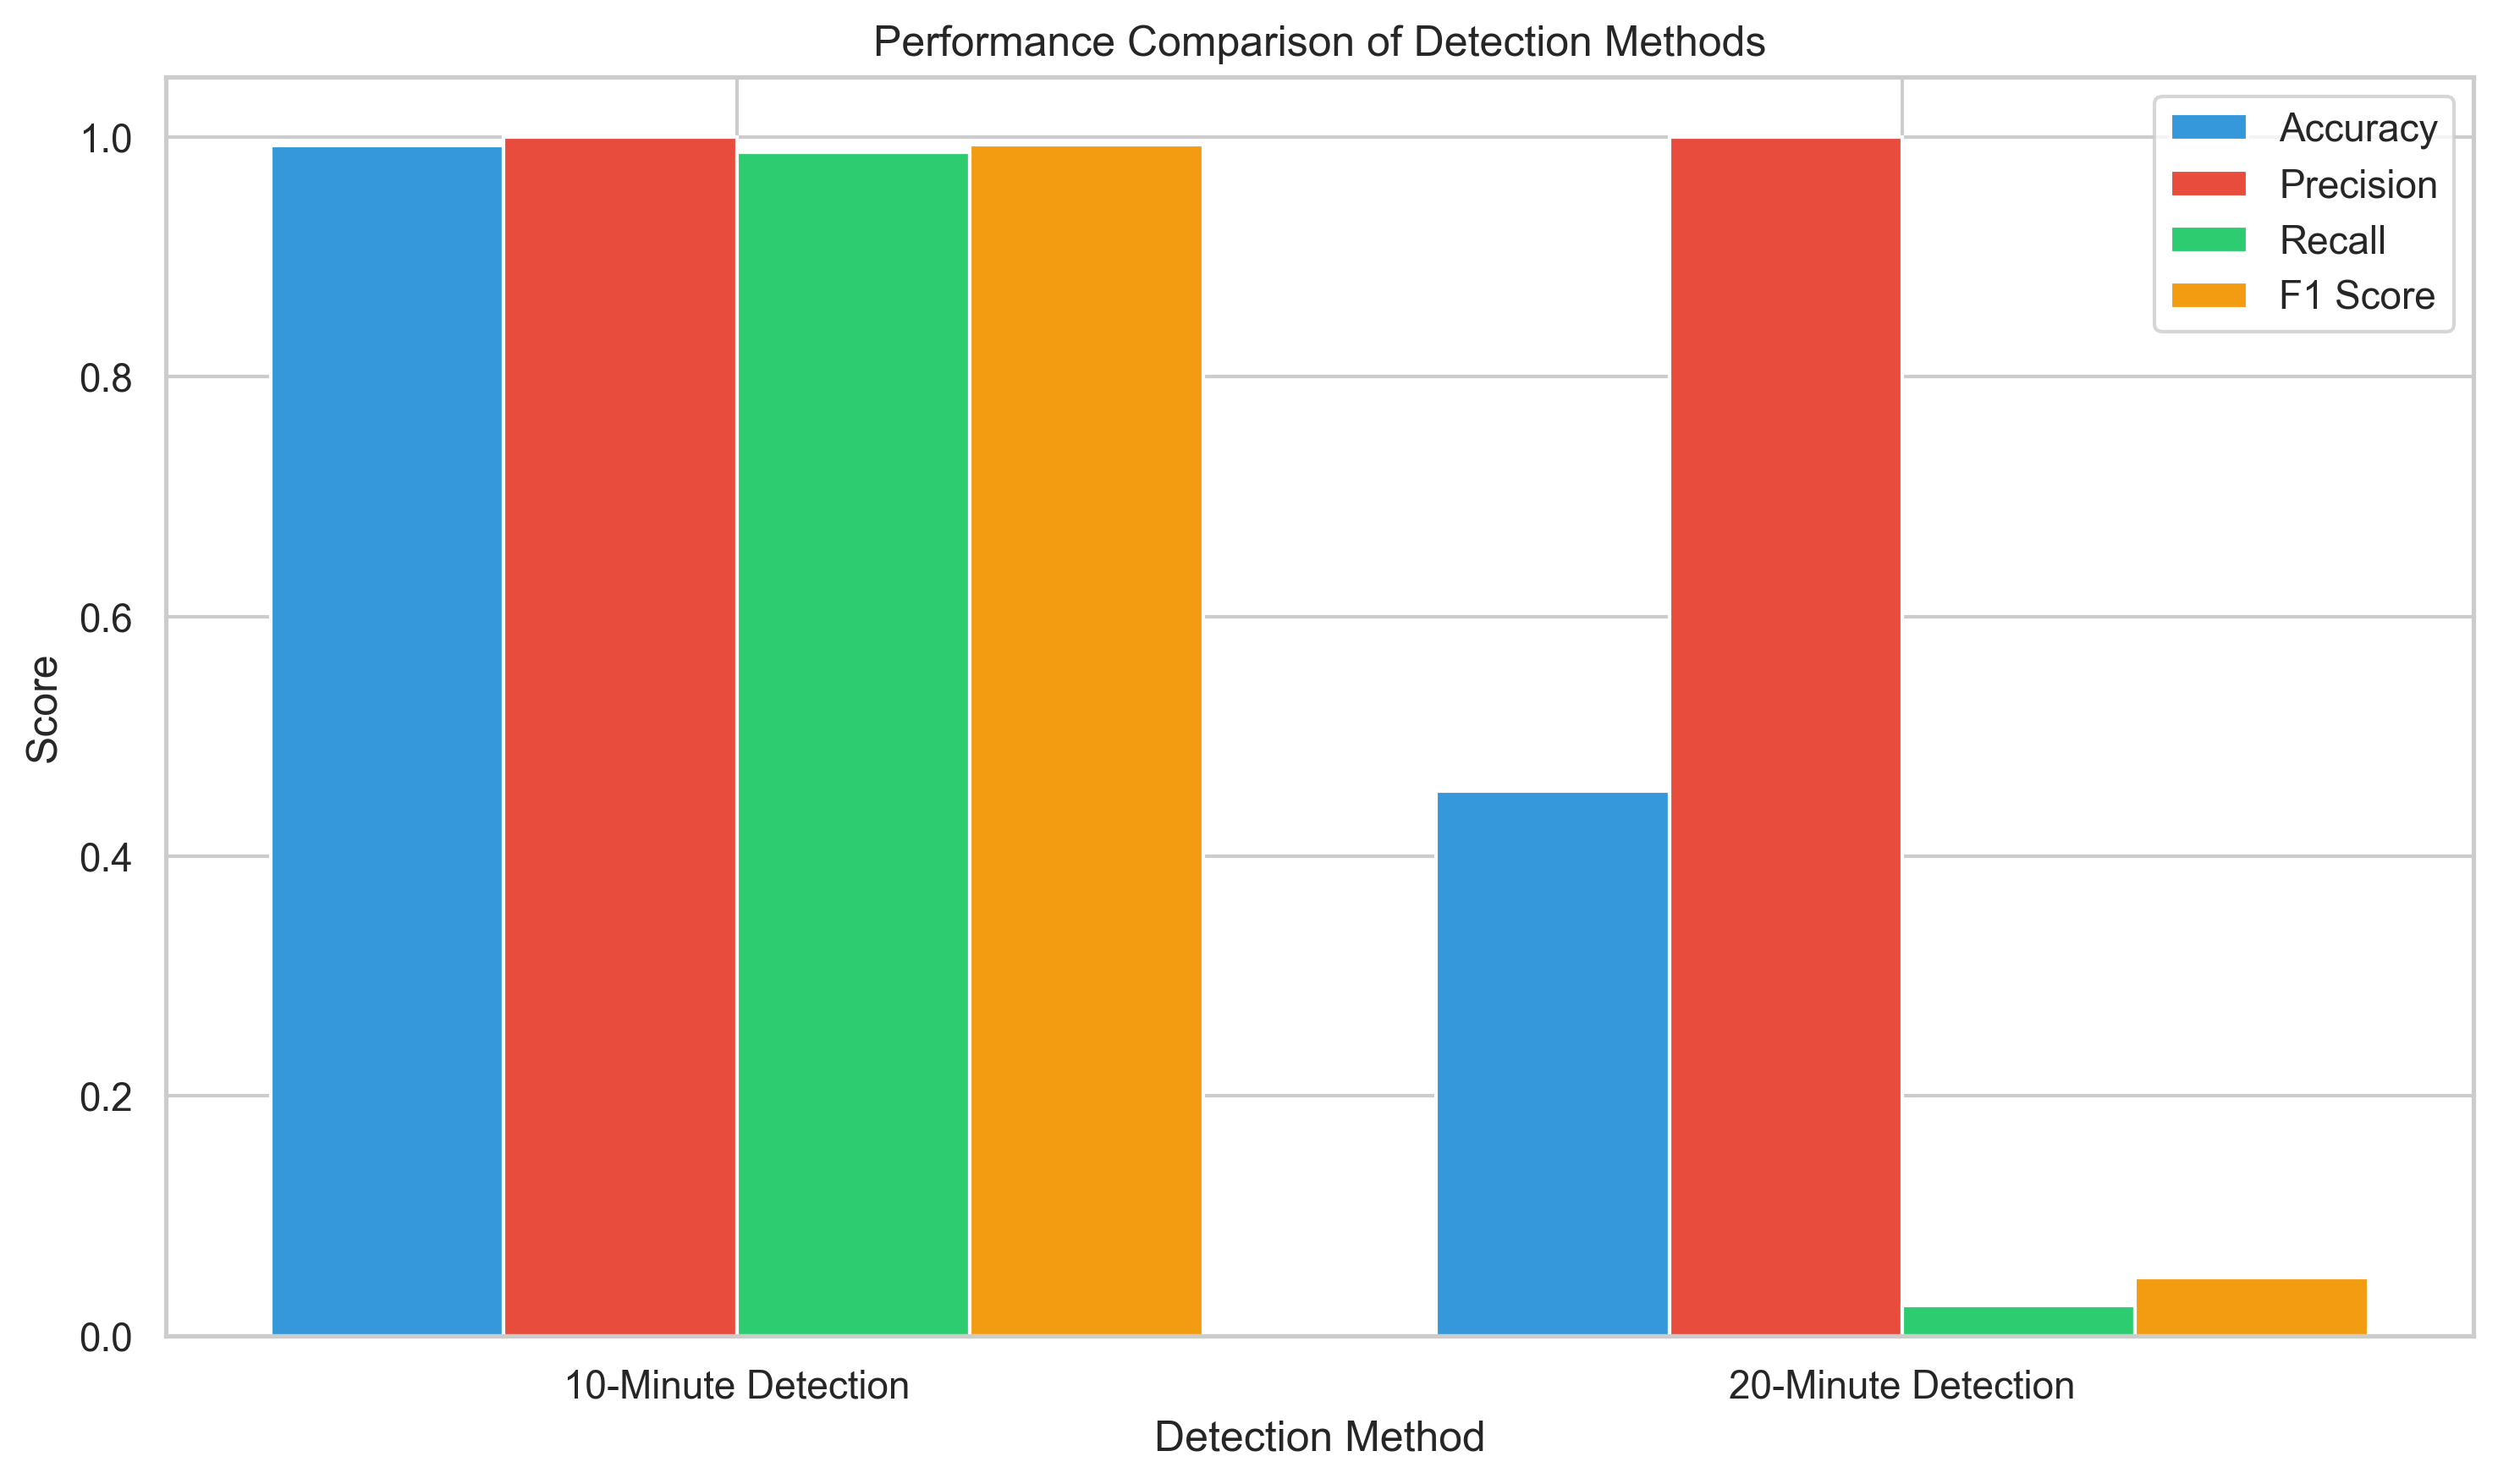 Performance Comparison of Detection Methods
Accuracy
Precision
Recall
F1 Score
Score
1.0
0.8
0.6
0.4
0.2
0.0
10-Minute Detection
20-Minute Detection
Detection Method